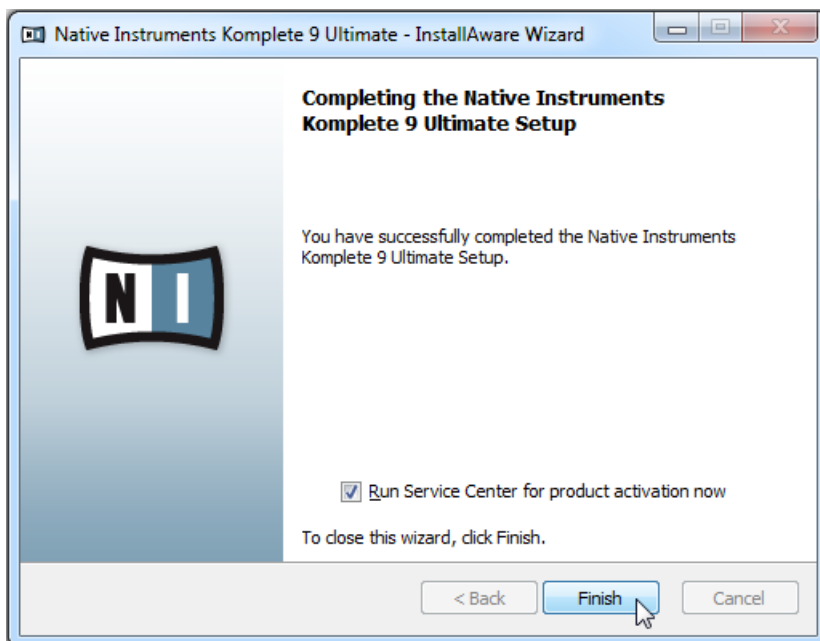 Native Instruments Komplete 9 Ultimate - InstallAware Wizard
Completing the Native Instruments
Komplete 9 Ultimate Setup
You have successfully completed the Native Instruments
Komplete 9 Ultimate Setup.
N I
Run Service Center for product activation now
To close this wizard, click Finish.
< Back Finish Cancel